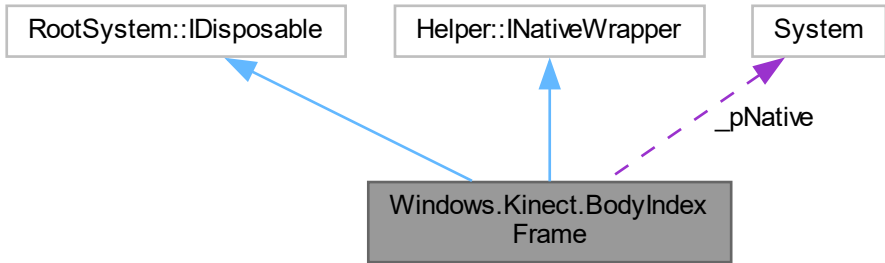 RootSystem::IDisposable
Helper::INativeWrapper
System
_pNative
Windows.Kinect.BodyIndex
Frame